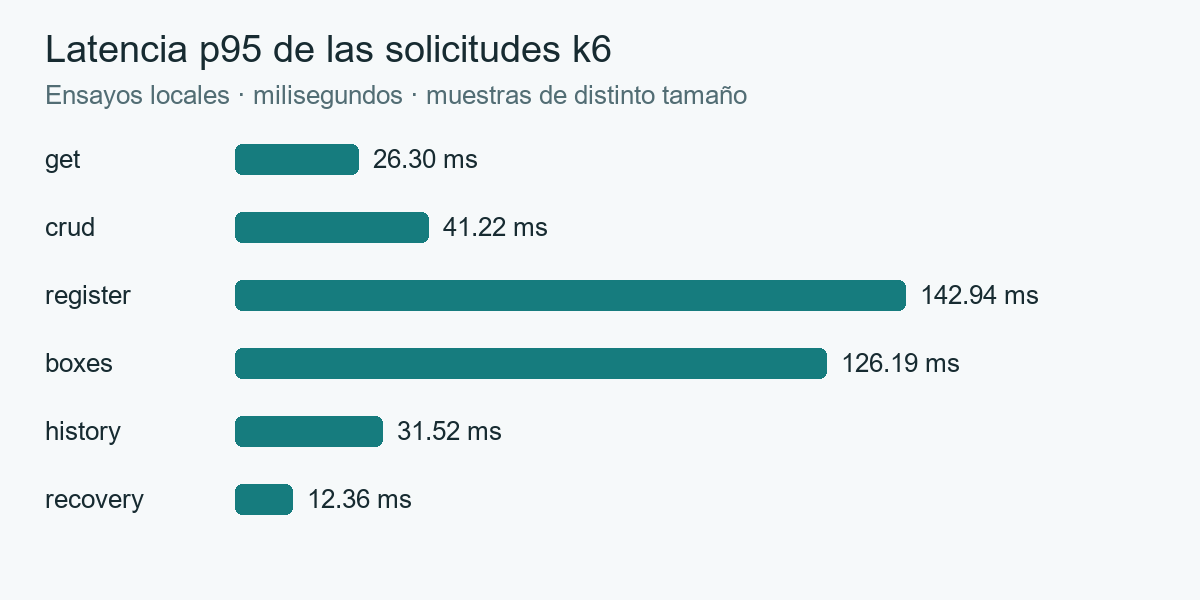 Latencia p95 de las solicitudes k6
Ensayos locales · milisegundos · muestras de distinto tamaño
get 26.30 ms
crud 41.22 ms
register 142.94 ms
boxes 126.19 ms
history 31.52 ms
recovery 12.36 ms